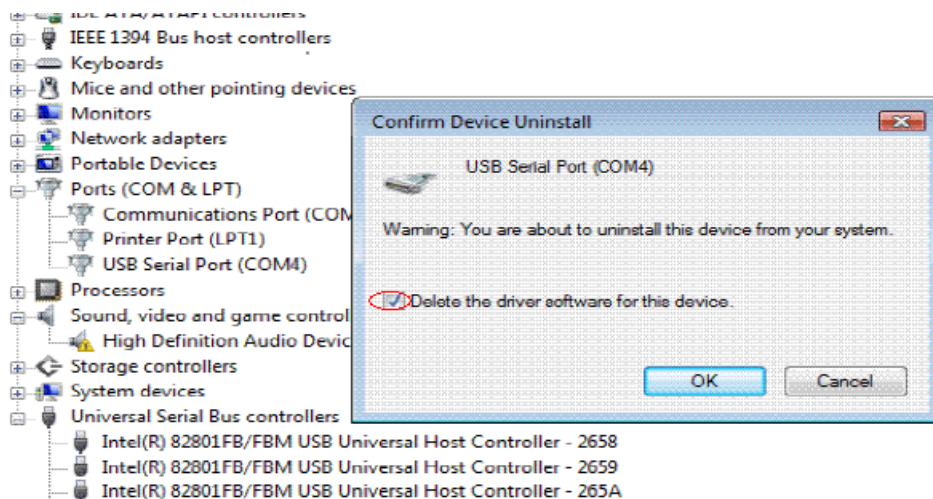 IDE ATA/ATAPI controllers
IEEE 1394 Bus host controllers
Keyboards
Mice and other pointing devices
Monitors
Network adapters
Portable Devices
Ports (COM & LPT)
Communications Port (COM
Printer Port (LPT1)
USB Serial Port (COM4)
Processors
Sound, video and game control
High Definition Audio Devic
Storage controllers
System devices
Universal Serial Bus controllers
Intel(R) 82801FB/FBM USB Universal Host Controller - 2658
Intel(R) 82801FB/FBM USB Universal Host Controller - 2659
Intel(R) 82801FB/FBM USB Universal Host Controller - 265A
Confirm Device Uninstall
USB Serial Port (COM4)
Warning: You are about to uninstall this device from your system.
Delete the driver software for this device.
OK
Cancel